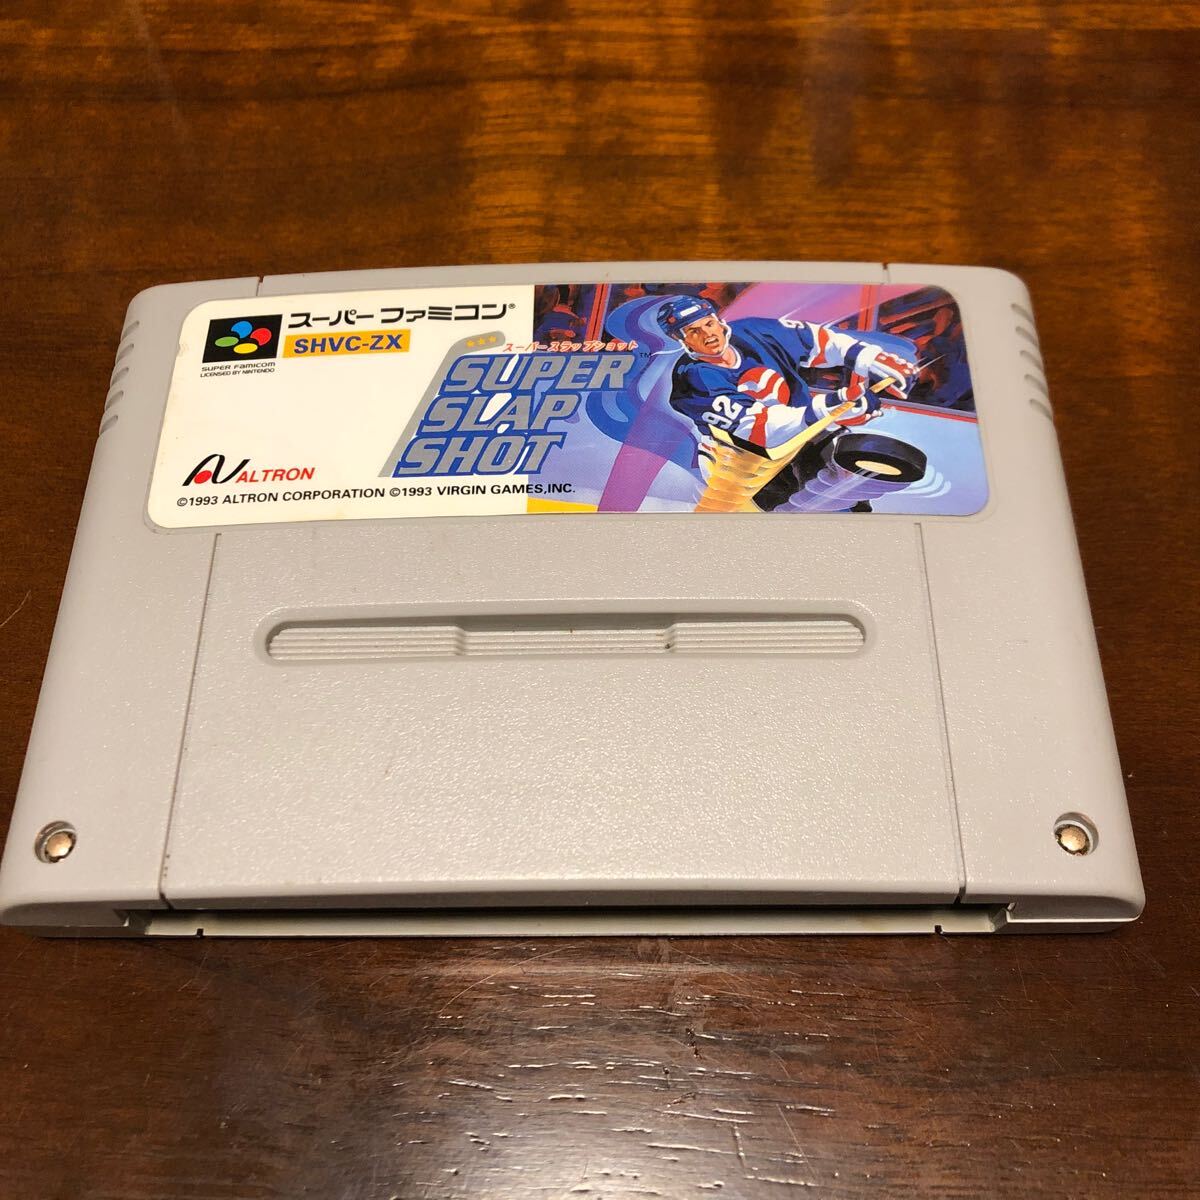 スーパーファミコン®
SHVC-ZX
SUPER Famicom
LICENSED BY NINTENDO
スーパースラップショット
SUPER
SLAP
SHOT
TM
ALTRON
©1993 ALTRON CORPORATION ©1993 VIRGIN GAMES,INC.
92
92